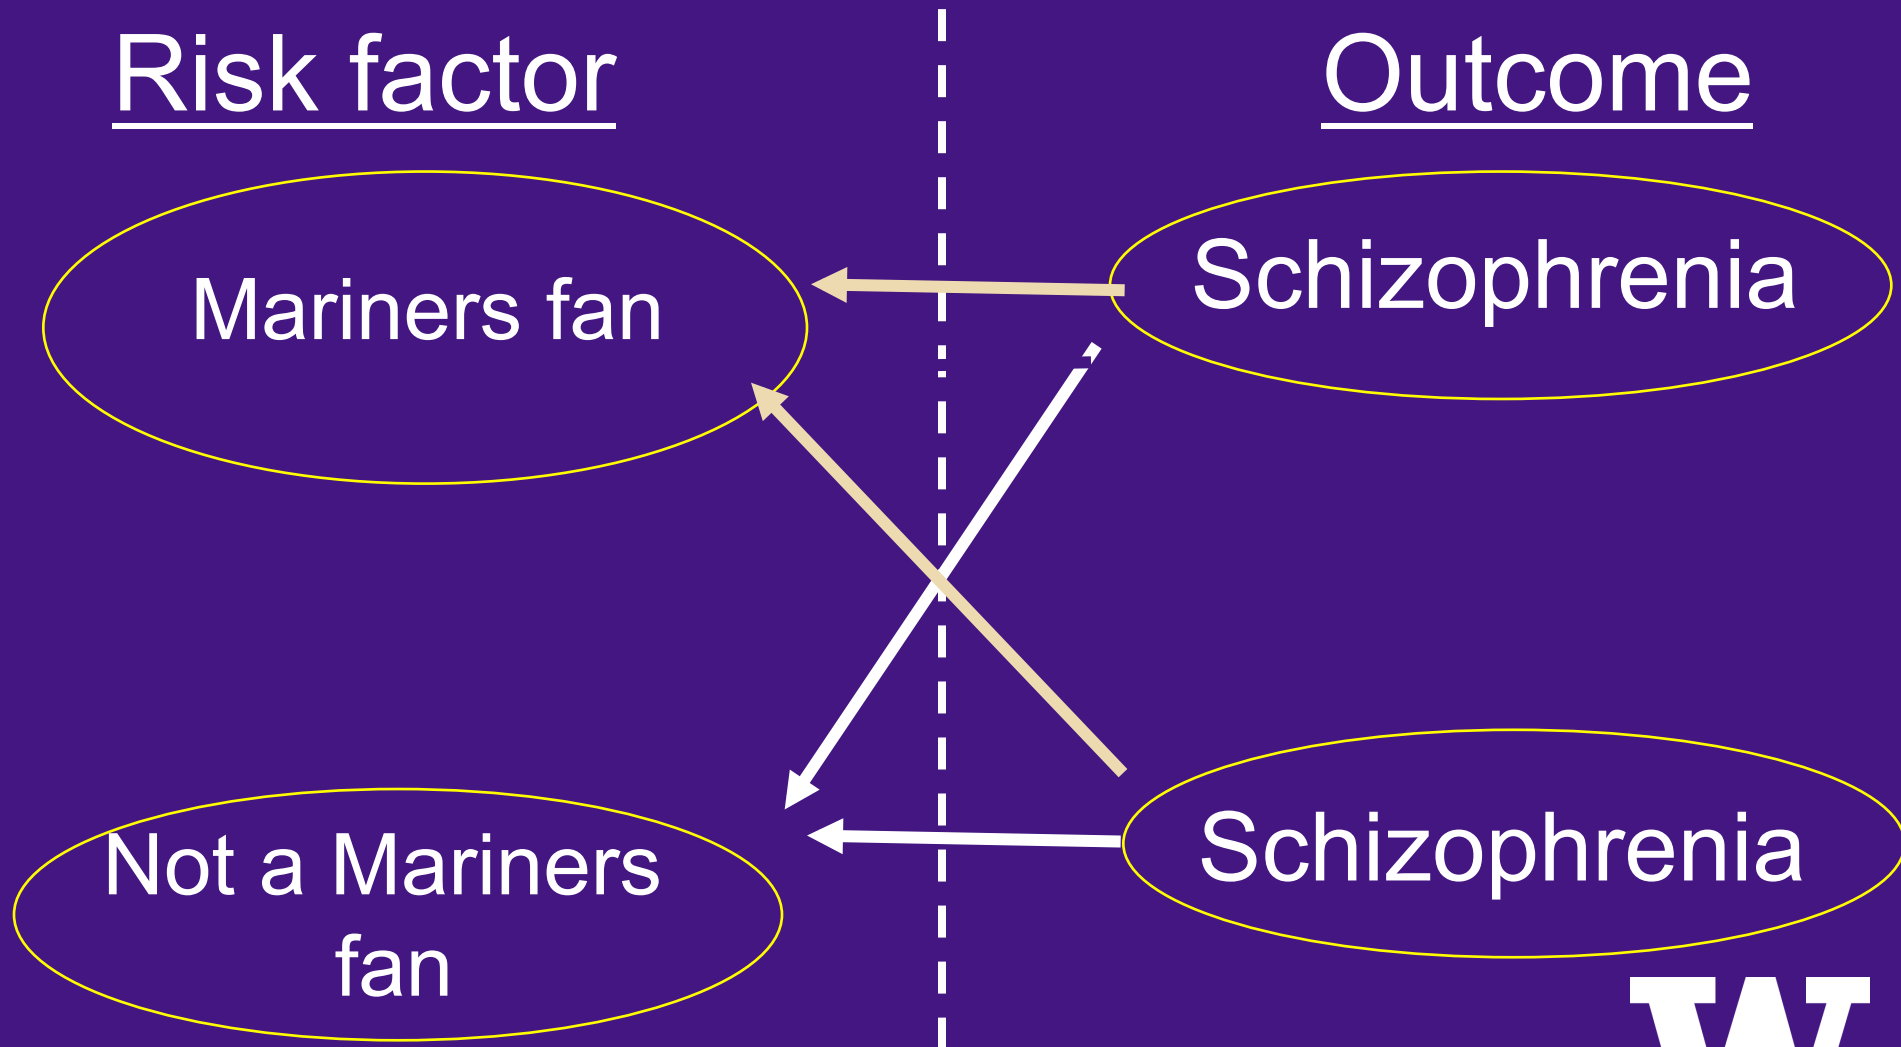 Risk factor
Outcome
Mariners fan
Schizophrenia
Not a Mariners
fan
Schizophrenia
W